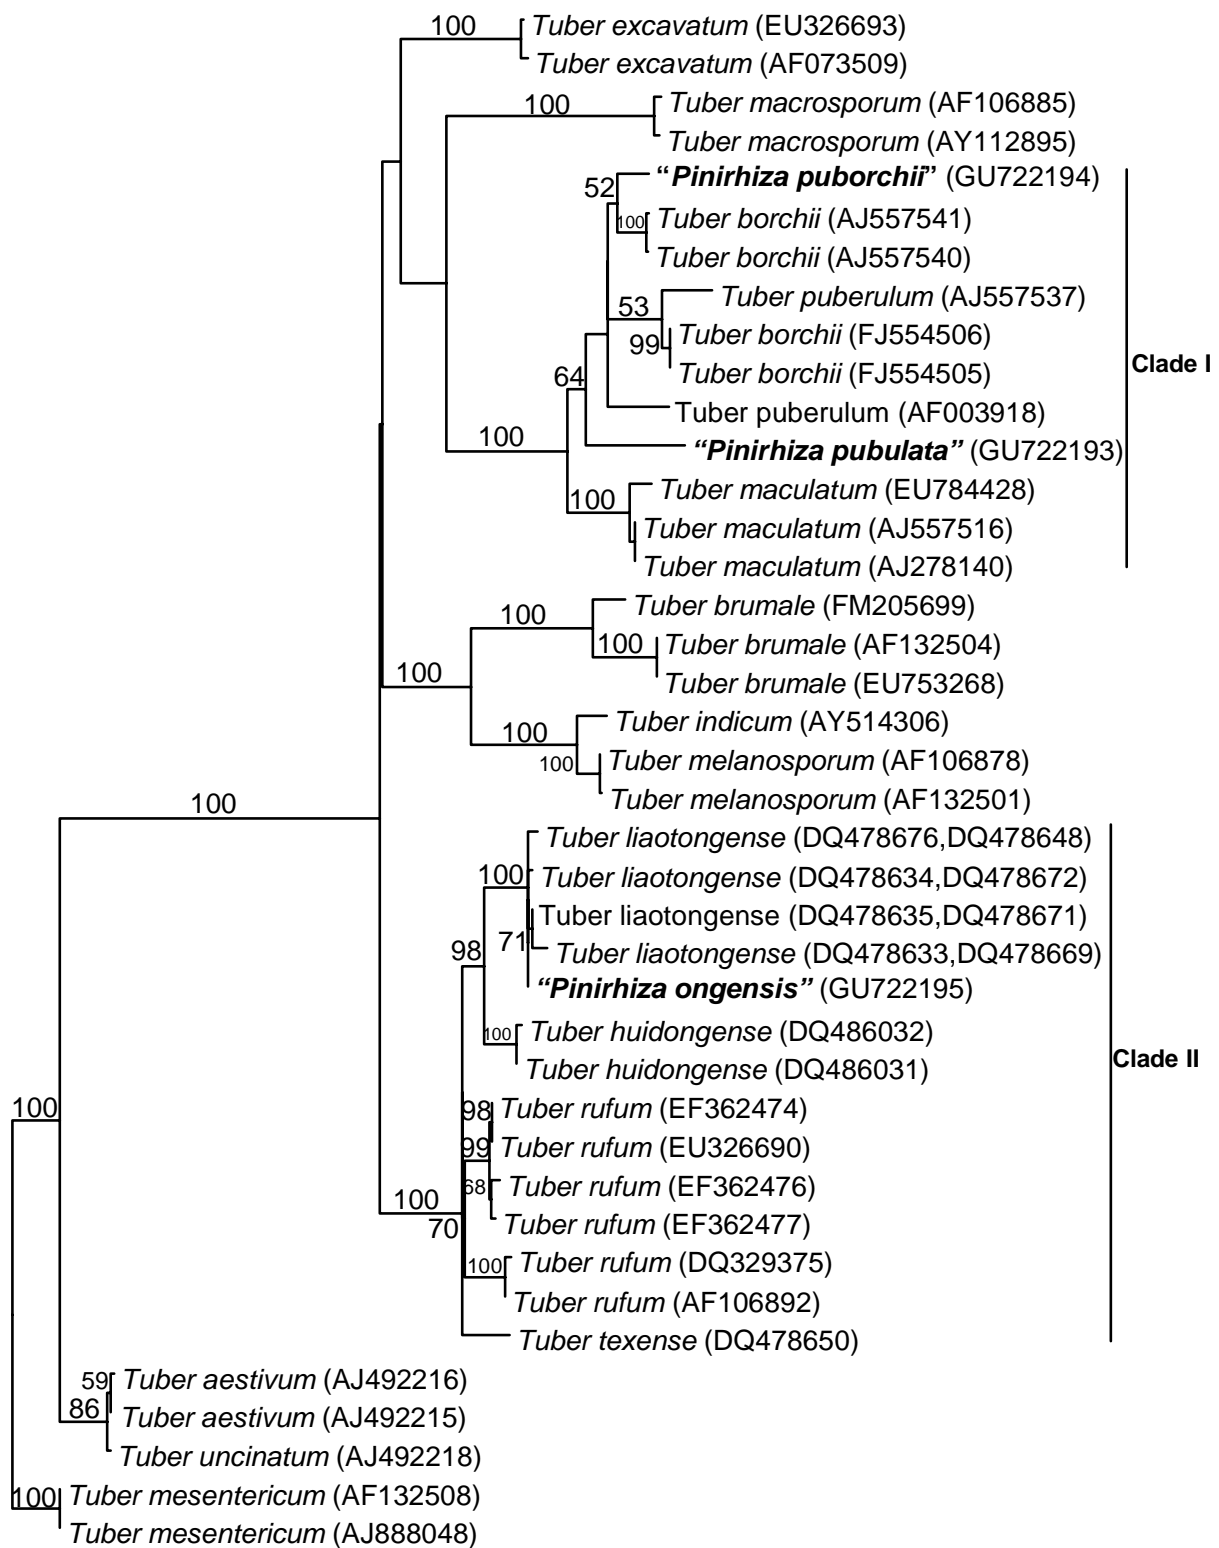 100
Tuber excavatum (EU326693)
Tuber excavatum (AF073509)
100
Tuber macrosporum (AF106885)
Tuber macrosporum (AY112895)
52
“Pinirhiza puborchii” (GU722194)
100
Tuber borchii (AJ557541)
Tuber borchii (AJ557540)
53
Tuber puberulum (AJ557537)
99
Tuber borchii (FJ554506)
Tuber borchii (FJ554505)
Clade I
64
Tuber puberulum (AF003918)
100
“Pinirhiza pubulata” (GU722193)
100
Tuber maculatum (EU784428)
Tuber maculatum (AJ557516)
Tuber maculatum (AJ278140)
100
Tuber brumale (FM205699)
100
Tuber brumale (AF132504)
Tuber brumale (EU753268)
100
100
Tuber indicum (AY514306)
100
Tuber melanosporum (AF106878)
Tuber melanosporum (AF132501)
100
Tuber liaotongense (DQ478676,DQ478648)
100
Tuber liaotongense (DQ478634,DQ478672)
Tuber liaotongense (DQ478635,DQ478671)
71
98
Tuber liaotongense (DQ478633,DQ478669)
“Pinirhiza ongensis” (GU722195)
100
Tuber huidongense (DQ486032)
Tuber huidongense (DQ486031)
Clade II
100
98
Tuber rufum (EF362474)
99
Tuber rufum (EU326690)
68
Tuber rufum (EF362476)
100
Tuber rufum (EF362477)
70
100
Tuber rufum (DQ329375)
Tuber rufum (AF106892)
Tuber texense (DQ478650)
59
Tuber aestivum (AJ492216)
86
Tuber aestivum (AJ492215)
Tuber uncinatum (AJ492218)
100
Tuber mesentericum (AF132508)
Tuber mesentericum (AJ888048)